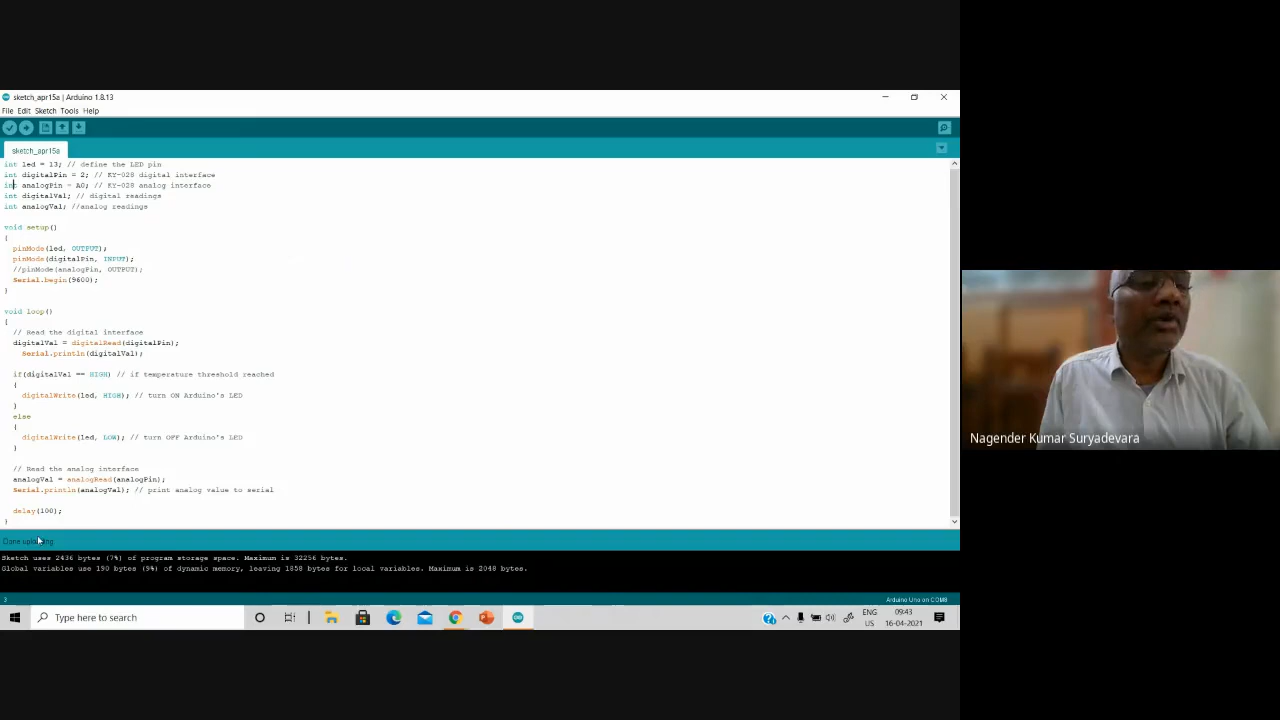 sketch_apr15a | Arduino 1.8.13
File Edit Sketch Tools Help
sketch_apr15a
int led = 13; // define the LED pin
int digitalPin = 2; // KY-028 digital interface
int analogPin = A0; // KY-028 analog interface
int digitalVal; // digital readings
int analogVal; //analog readings
void setup()
{
pinMode(led, OUTPUT);
pinMode(digitalPin, INPUT);
//pinMode(analogPin, OUTPUT);
Serial.begin(9600);
}
void loop()
{
// Read the digital interface
digitalVal = digitalRead(digitalPin);
Serial.println(digitalVal);
if(digitalVal == HIGH) // if temperature threshold reached
{
digitalWrite(led, HIGH); // turn ON Arduino's LED
}
else
{
digitalWrite(led, LOW); // turn OFF Arduino's LED
}
// Read the analog interface
analogVal = analogRead(analogPin);
Serial.println(analogVal); // print analog value to serial
delay(100);
}
Done uploading
Sketch uses 2436 bytes (7%) of program storage space. Maximum is 32256 bytes.
Global variables use 190 bytes (9%) of dynamic memory, leaving 1858 bytes for local variables. Maximum is 2048 bytes.
3
Arduino Uno on COM8
Type here to search
ENG
US
09:43
16-04-2021
Nagender Kumar Suryadevara